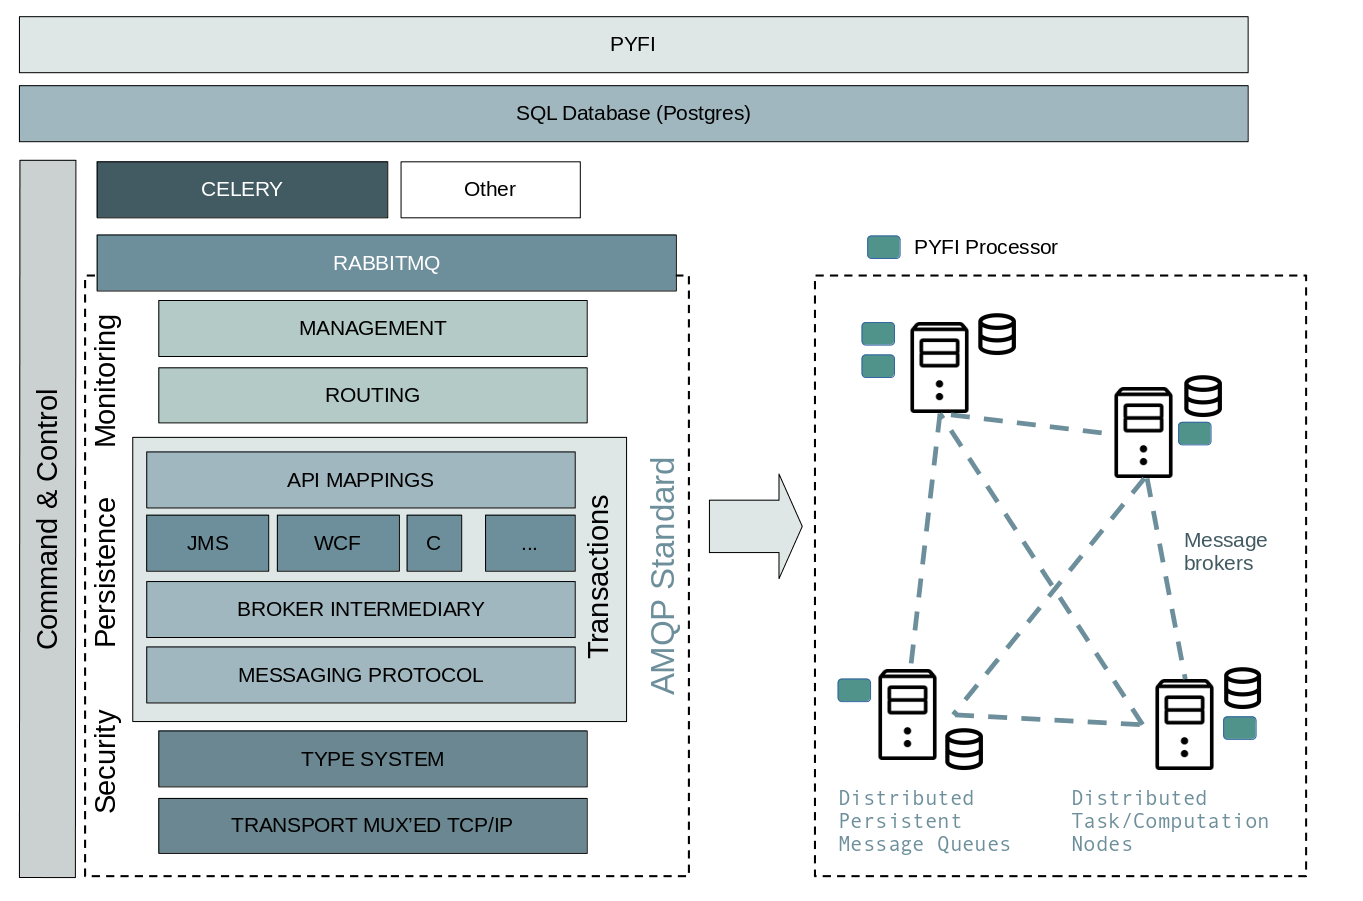 PYFI
SQL Database (Postgres)
Command & Control
CELERY
Other
RABBITMQ
Monitoring
Persistence
Security
MANAGEMENT
ROUTING
API MAPPINGS
JMS
WCF
C
...
BROKER INTERMEDIARY
MESSAGING PROTOCOL
Transactions
TYPE SYSTEM
TRANSPORT MUX’ED TCP/IP
AMQP Standard
PYFI Processor
Message
brokers
Distributed
Persistent
Message Queues
Distributed
Task/Computation
Nodes